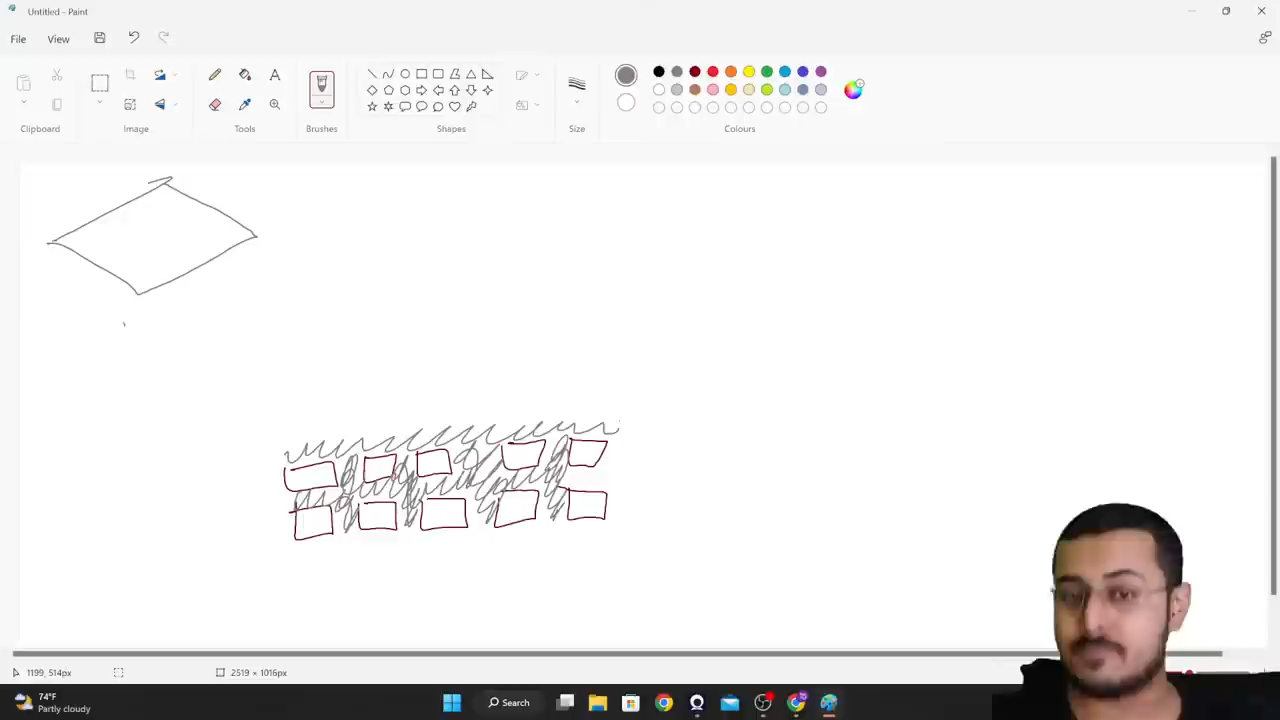 Untitled - Paint
File
View
Clipboard
Image
Tools
Brushes
Shapes
Size
Colours
1199, 514px
2519 × 1016px
74°F
Partly cloudy
Search